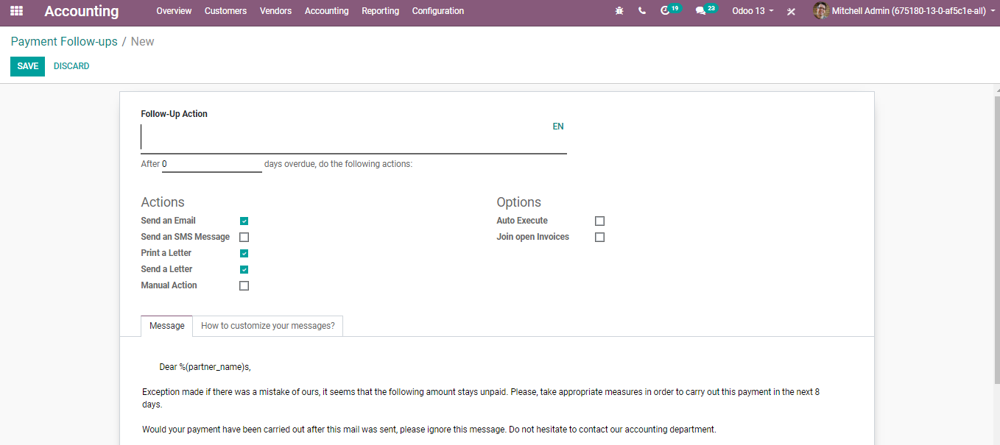 Accounting Overview Customers Vendors Accounting Reporting Configuration 19 23 Odoo 13 Mitchell Admin (675180-13-0-af5c1e-all)
Payment Follow-ups / New
SAVE DISCARD
Follow-Up Action
EN
After 0 days overdue, do the following actions:
Actions Options
Send an Email Auto Execute
Send an SMS Message Join open Invoices
Print a Letter
Send a Letter
Manual Action
Message How to customize your messages?
Dear %(partner_name)s,
Exception made if there was a mistake of ours, it seems that the following amount stays unpaid. Please, take appropriate measures in order to carry out this payment in the next 8
days.
Would your payment have been carried out after this mail was sent, please ignore this message. Do not hesitate to contact our accounting department.